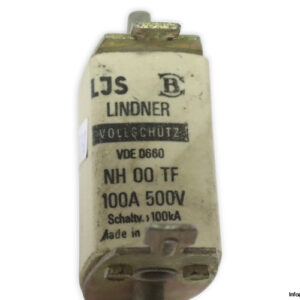 LJS B
LINDNER
VOLLSCHUTZ
VDE 0660
NH 00 TF
100A 500V
Schaltv. >100kA
Made in